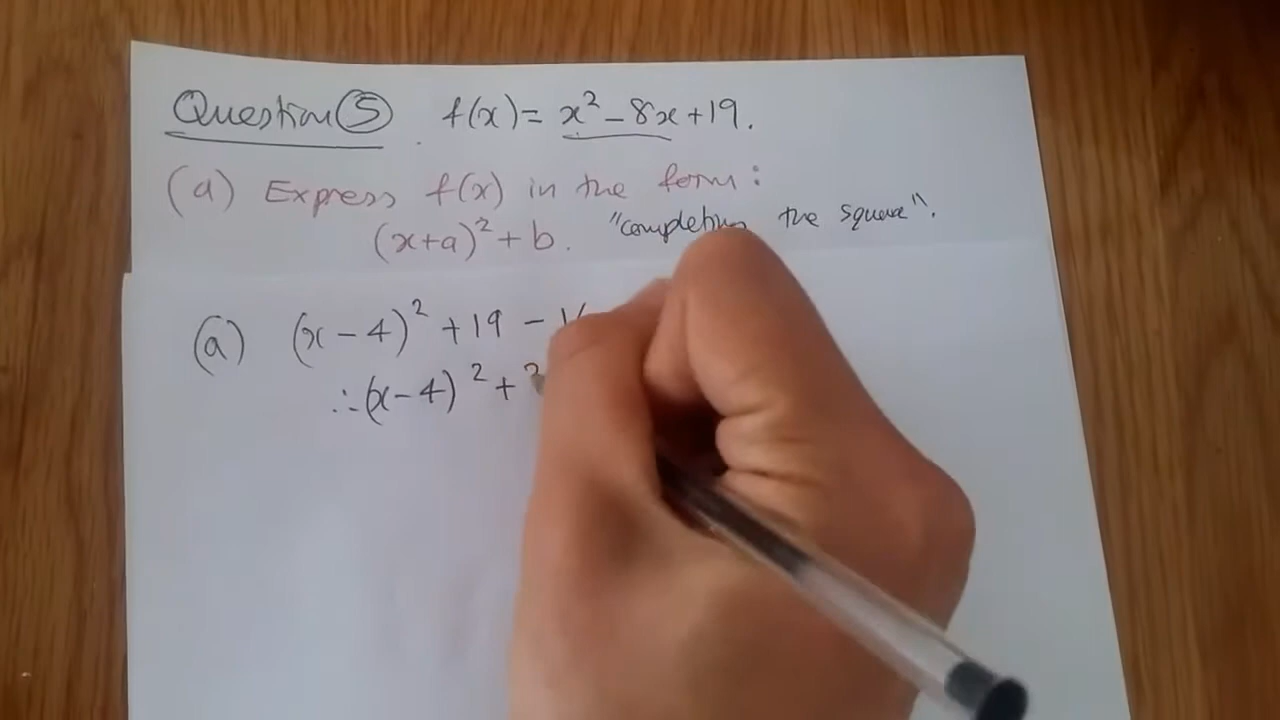 Question 5 f(x) = x² - 8x + 19.
(a) Express f(x) in the form:
(x+a)² + b. "completing the square".
(a) (x - 4)² + 19 -
∴ (x - 4)² +